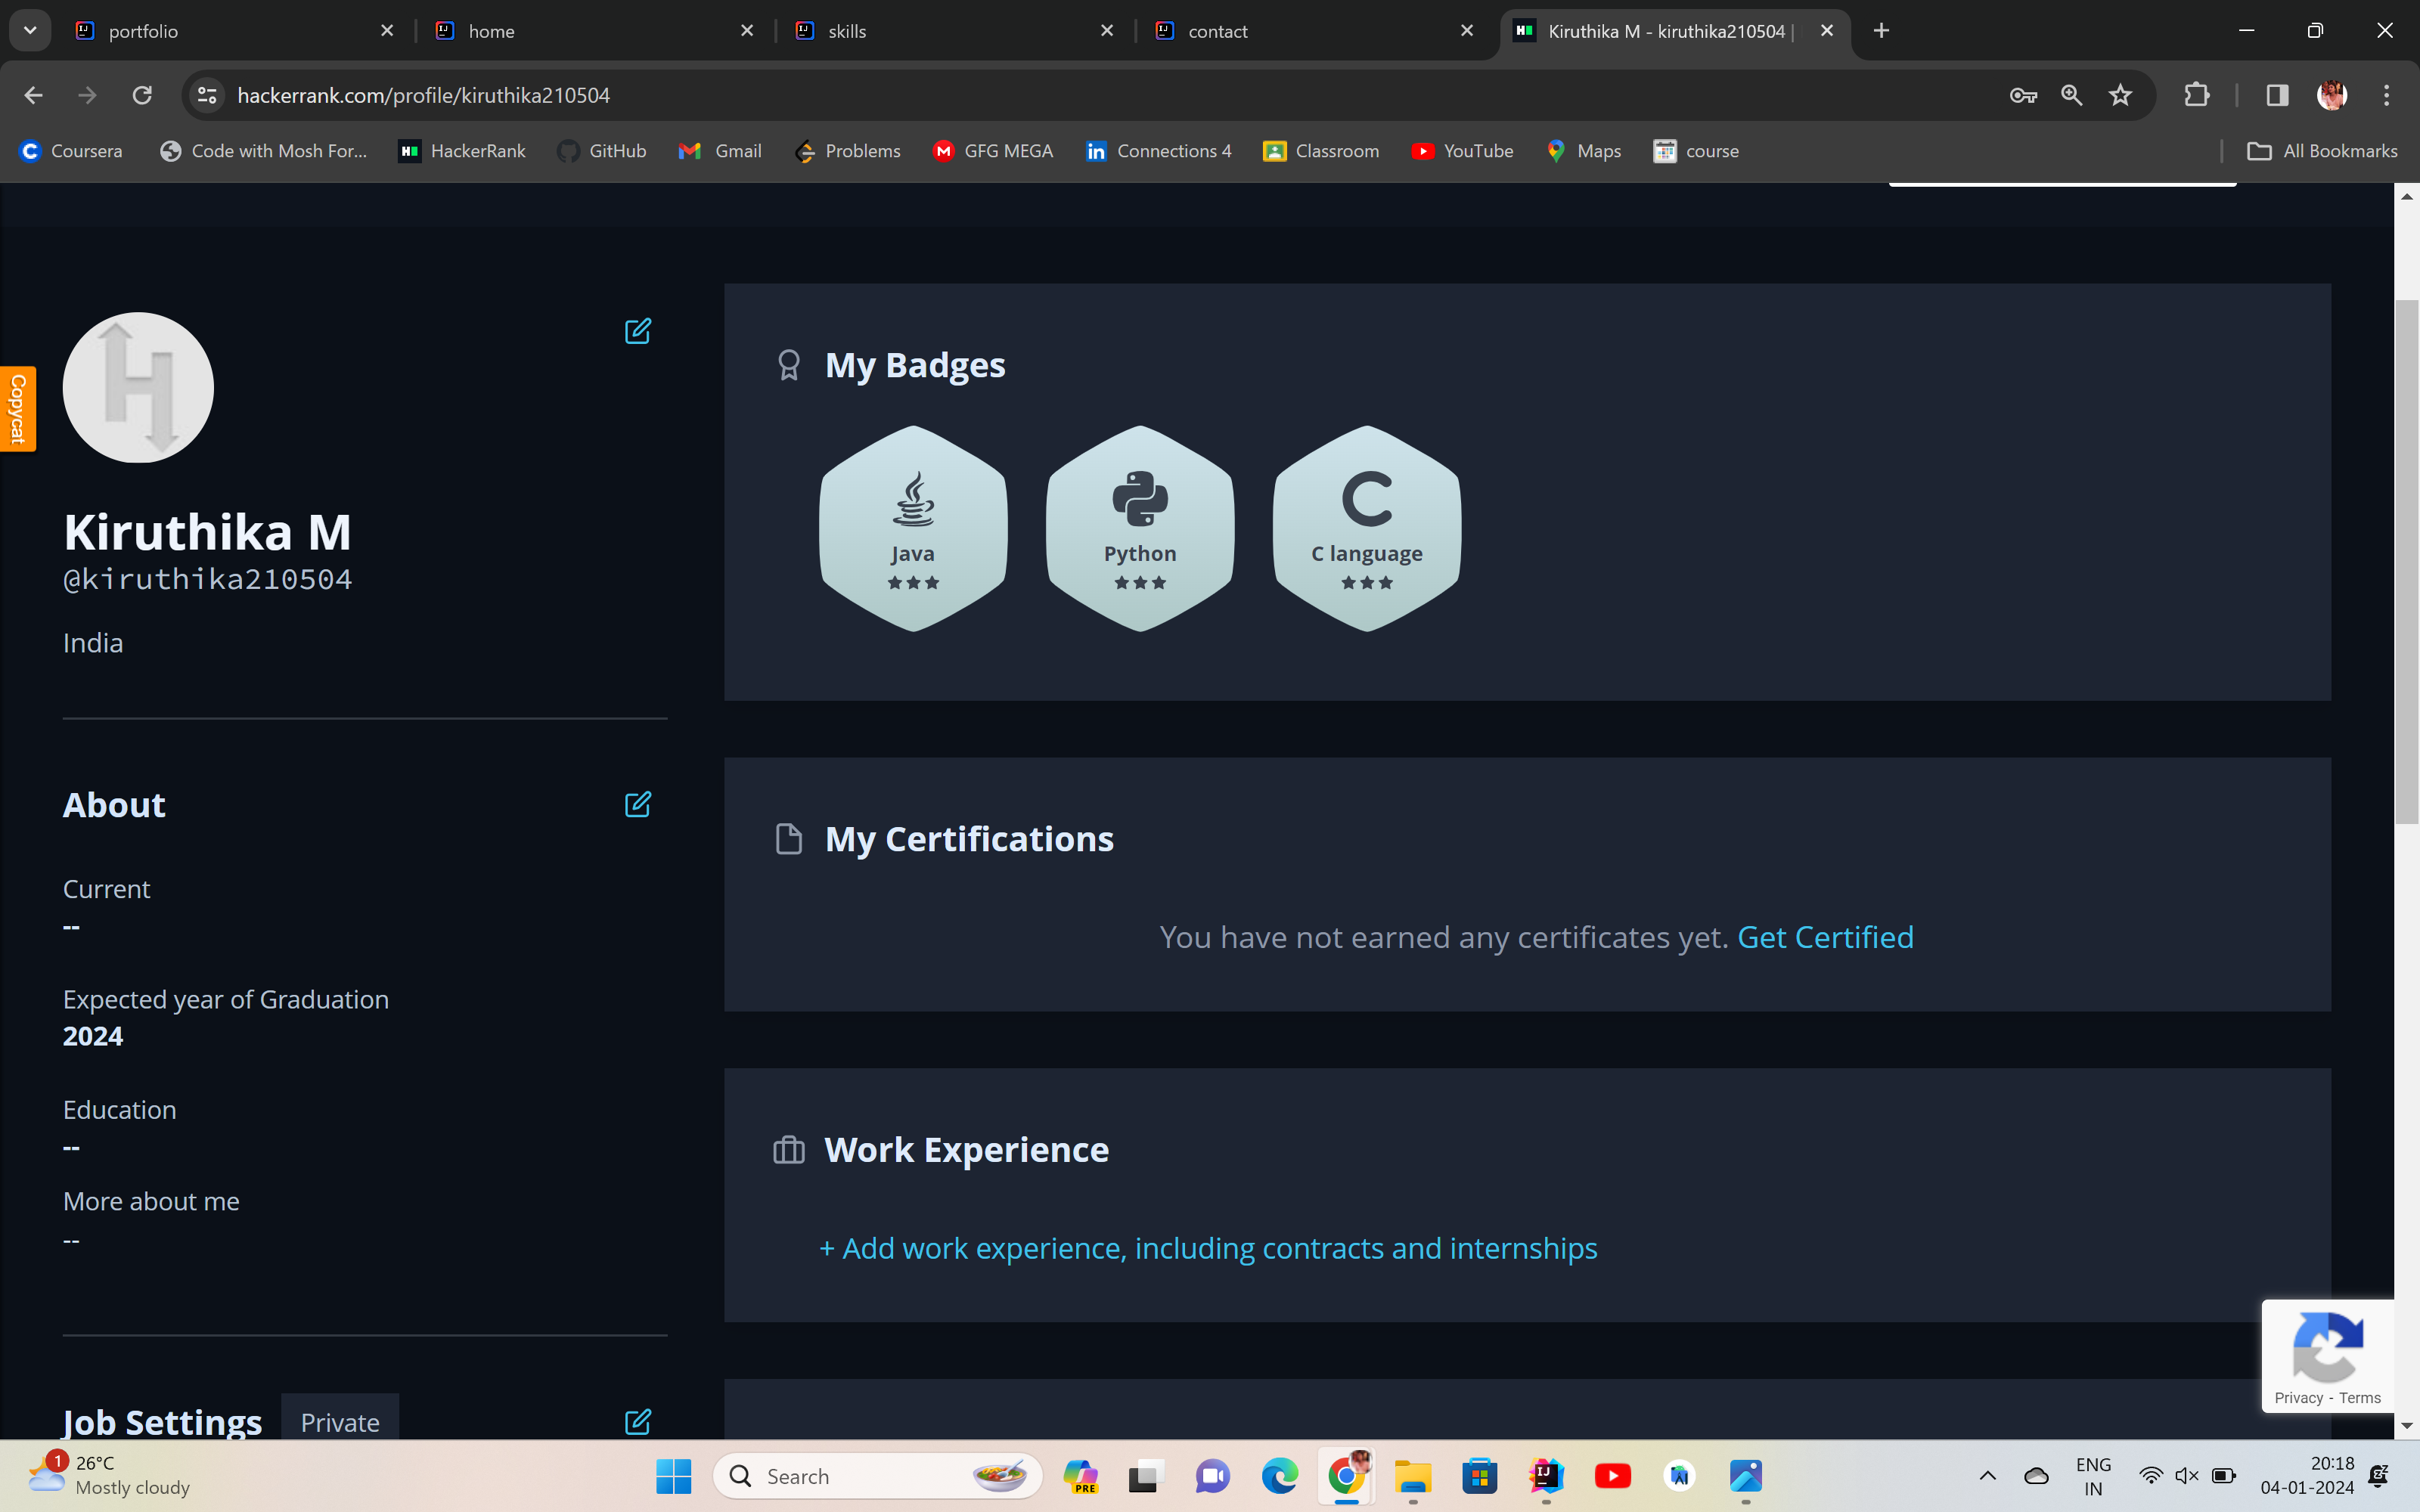 portfolio
home
skills
contact
Kiruthika M - kiruthika210504 |
hackerrank.com/profile/kiruthika210504
Coursera
Code with Mosh For...
HackerRank
GitHub
Gmail
Problems
GFG MEGA
Connections 4
Classroom
YouTube
Maps
course
All Bookmarks
Copycat
Kiruthika M
@kiruthika210504
India
About
Current
--
Expected year of Graduation
2024
Education
--
More about me
--
Job Settings
Private
My Badges
Java
Python
C language
My Certifications
You have not earned any certificates yet. Get Certified
Work Experience
+ Add work experience, including contracts and internships
Privacy - Terms
1
26°C
Mostly cloudy
Search
PRE
ENG
IN
20:18
04-01-2024